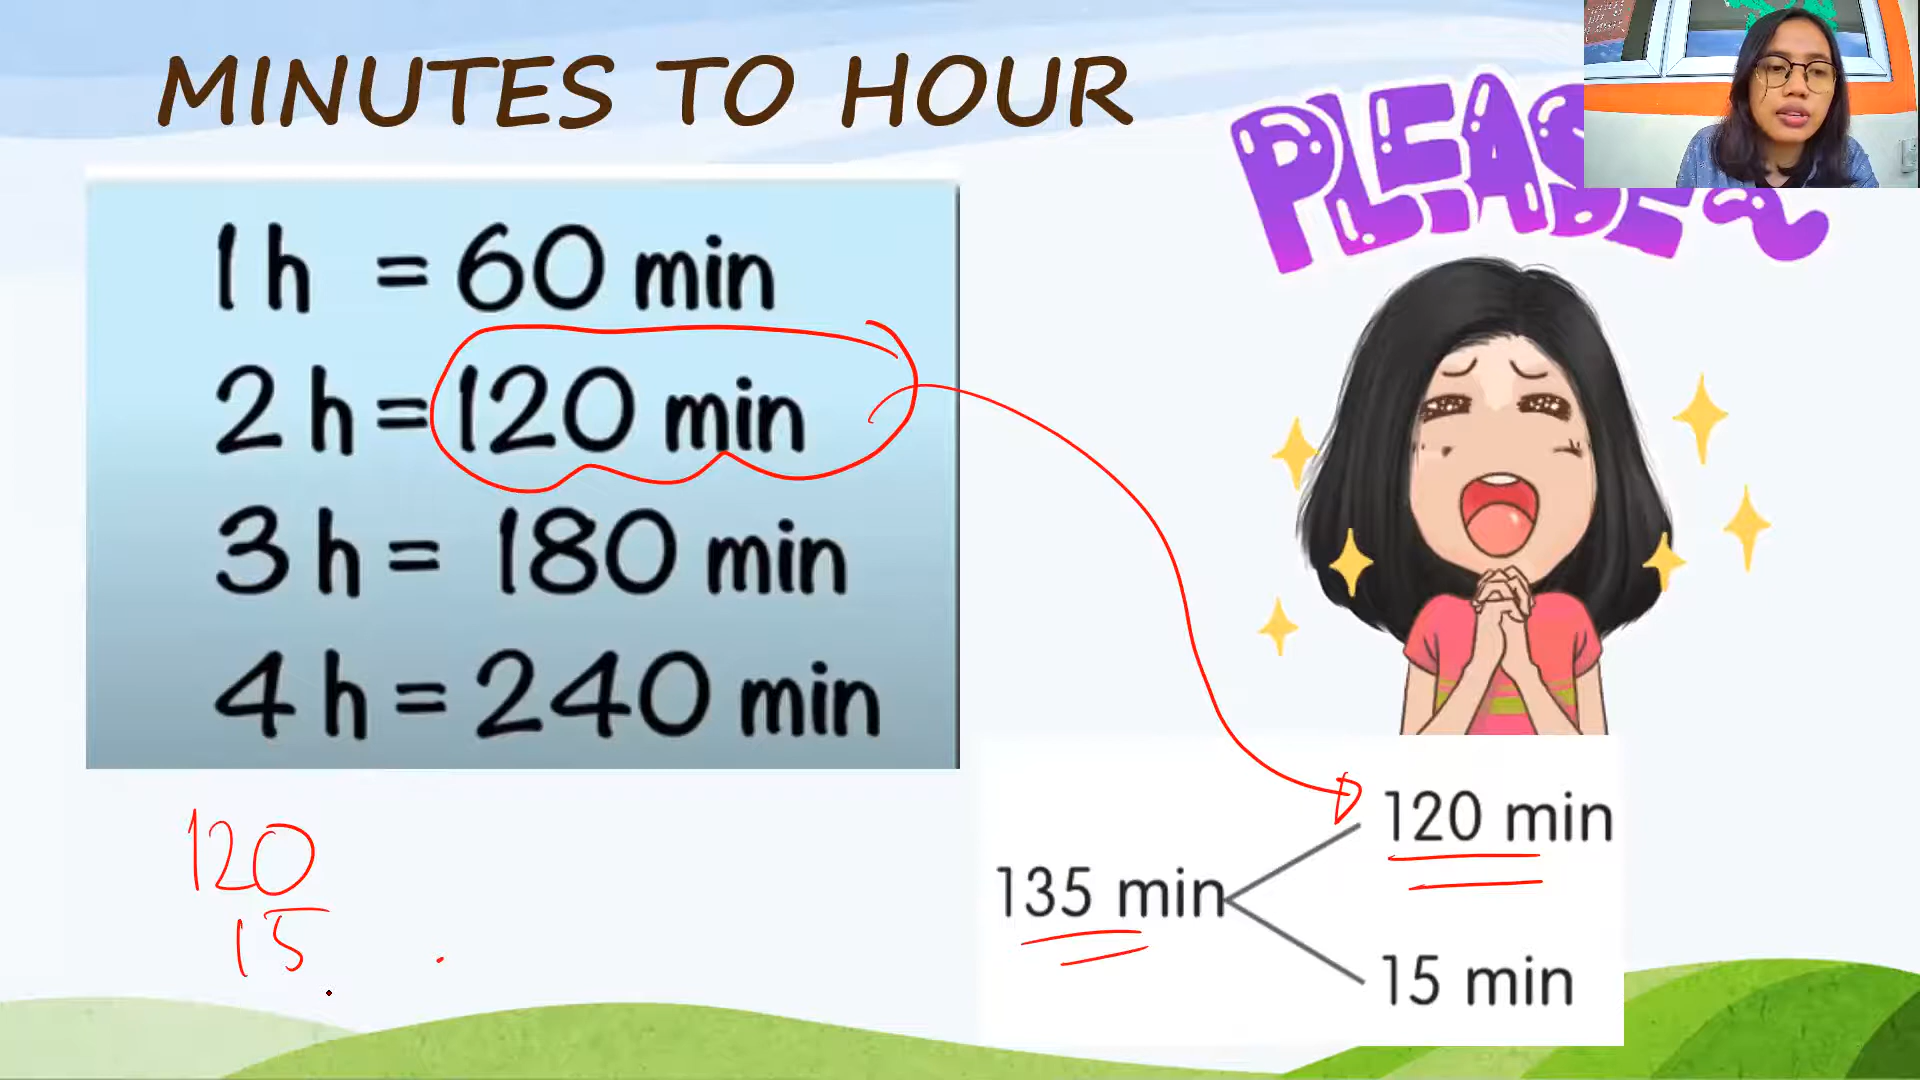 MINUTES TO HOUR
PLEASE~
1 h = 60 min
2 h = 120 min
3 h = 180 min
4 h = 240 min
120
15
135 min
120 min
15 min